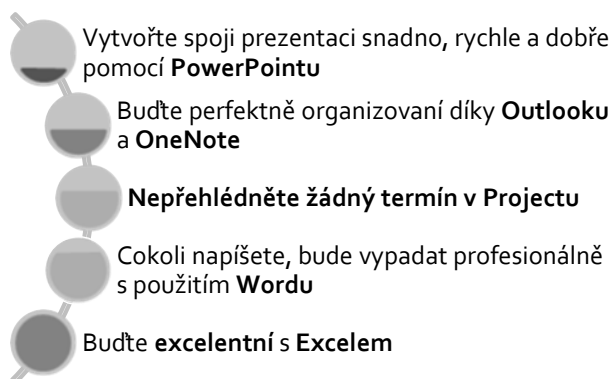 Vytvořte spoji prezentaci snadno, rychle a dobře
pomocí PowerPointu
Buďte perfektně organizovaní díky Outlooku
a OneNote
Nepřehlédněte žádný termín v Projectu
Cokoli napíšete, bude vypadat profesionálně
s použitím Wordu
Buďte excelentní s Excelem